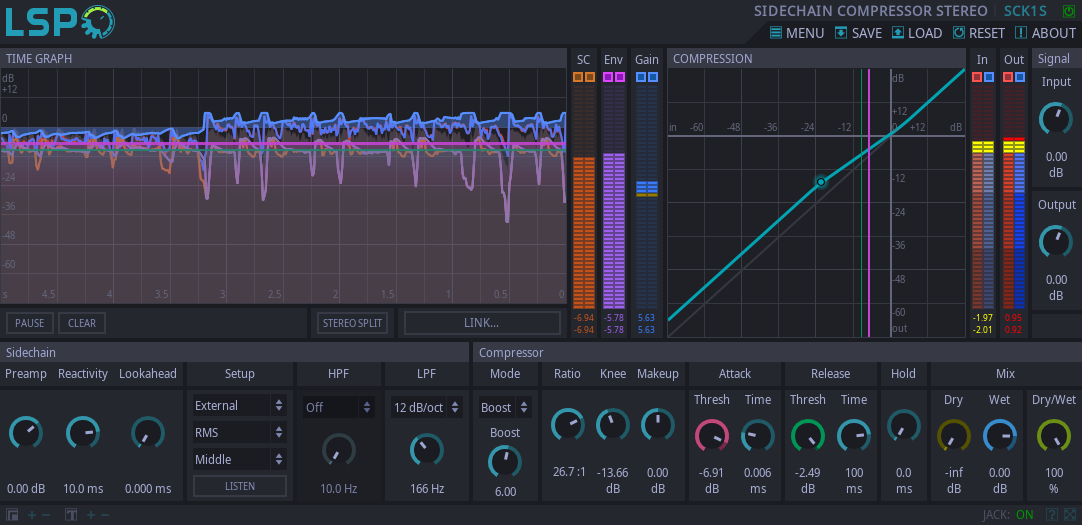 LSP
SIDECHAIN COMPRESSOR STEREO SCK1S
MENU SAVE LOAD RESET ABOUT
TIME GRAPH
dB
+12
0
-24
-36
-48
-60
s 4.5 4 3.5 3 2.5 2 1.5 1 0.5 0
PAUSE CLEAR STEREO SPLIT LINK...
SC Env Gain
-6.94 -5.78 5.63
-6.94 -5.78 5.63
COMPRESSION
dB
+12
in -60 -48 -36 -24 -12 0 +12 dB
-12
-24
-36
-48
-60
out
In Out
-1.97 0.95
-2.01 0.92
Signal
Input
0.00
dB
Output
0.00
dB
Sidechain
Preamp Reactivity Lookahead
0.00 dB 10.0 ms 0.000 ms
Setup
External
RMS
Middle
LISTEN
HPF
Off
10.0 Hz
LPF
12 dB/oct
166 Hz
Compressor
Mode
Boost
Boost
6.00
Ratio Knee Makeup
26.7 :1 -13.66 0.00
dB dB
Attack
Thresh Time
-6.91 0.006
dB ms
Release
Thresh Time
-2.49 100
dB ms
Hold
0.0
ms
Mix
Dry Wet Dry/Wet
-inf 0.00 100
dB dB %
JACK: ON